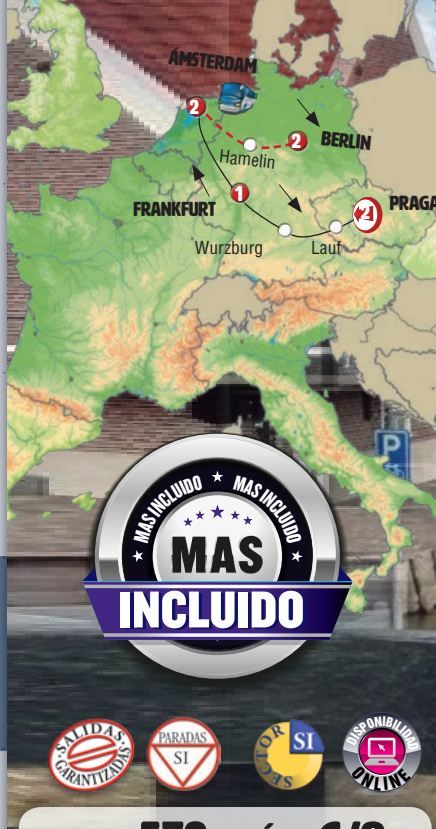 ÁMSTERDAM
2
2
BERLIN
Hamelin
1
FRANKFURT
2
PRAGA
Wurzburg
Lauf
P
MAS INCLUIDO ★ MAS INCLUIDO
MAS
INCLUIDO
SALIDAS
GARANTIZADAS
PARADAS
SI
SECTOR
SI
DISPONIBILIDAD
ONLINE